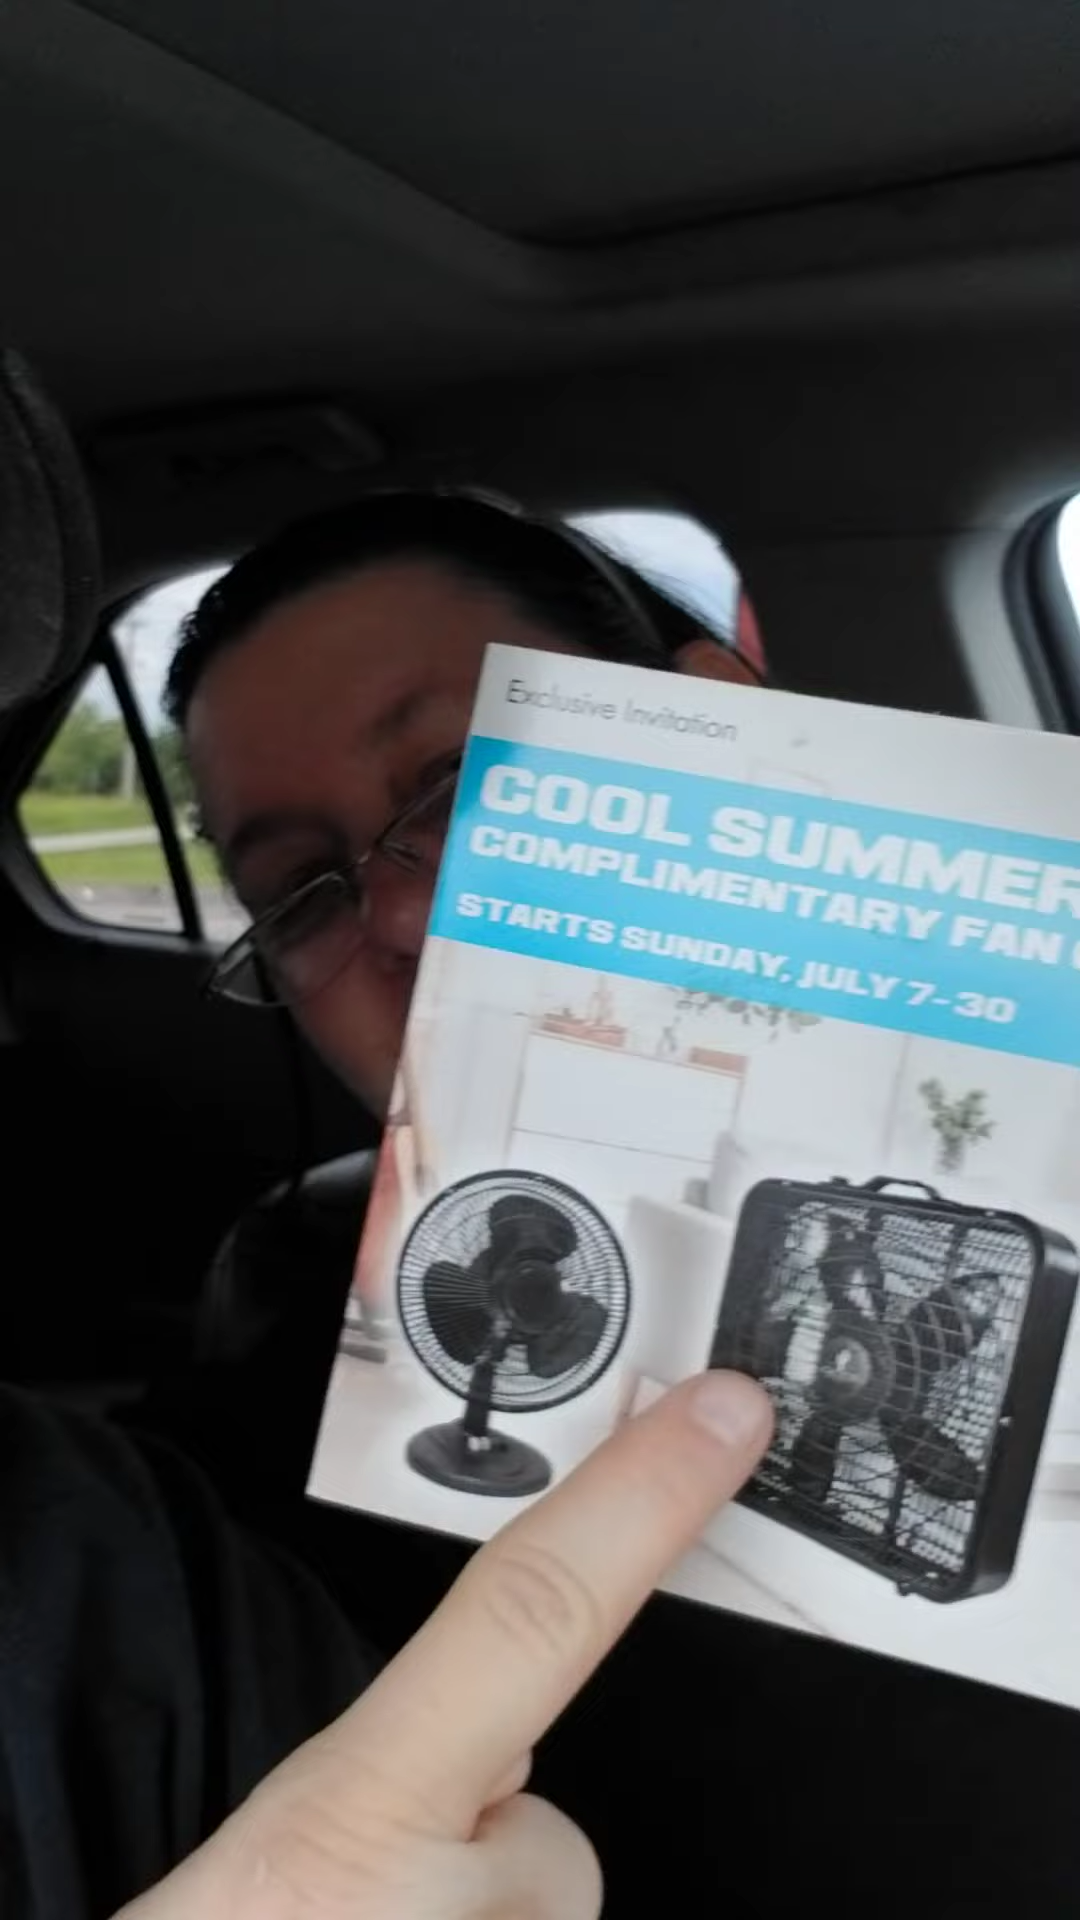 Exclusive Invitation
COOL SUMMER
COMPLIMENTARY FAN
STARTS SUNDAY, JULY 7-30